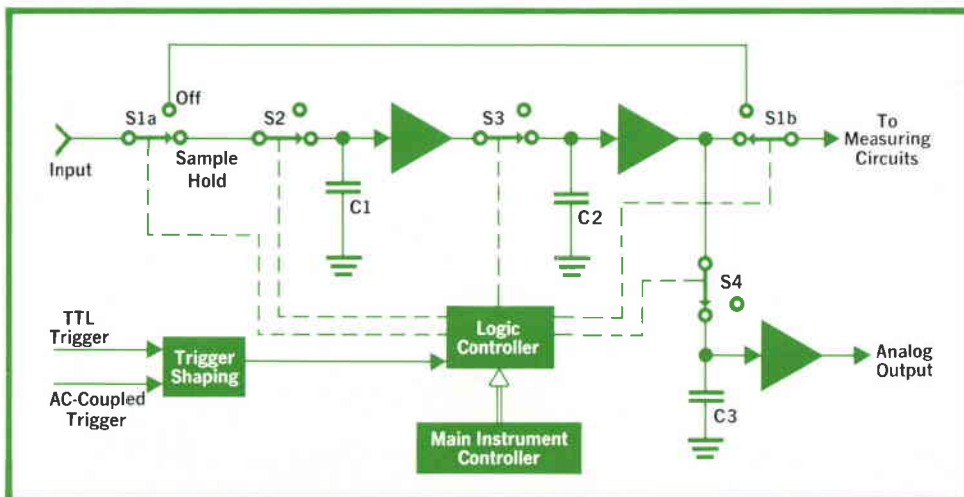 Off
S1a
S2
S3
S1b
To
Measuring
Circuits
Input
Sample
Hold
C1
C2
S4
TTL
Trigger
Trigger
Shaping
Logic
Controller
Analog
Output
AC-Coupled
Trigger
C3
Main Instrument
Controller